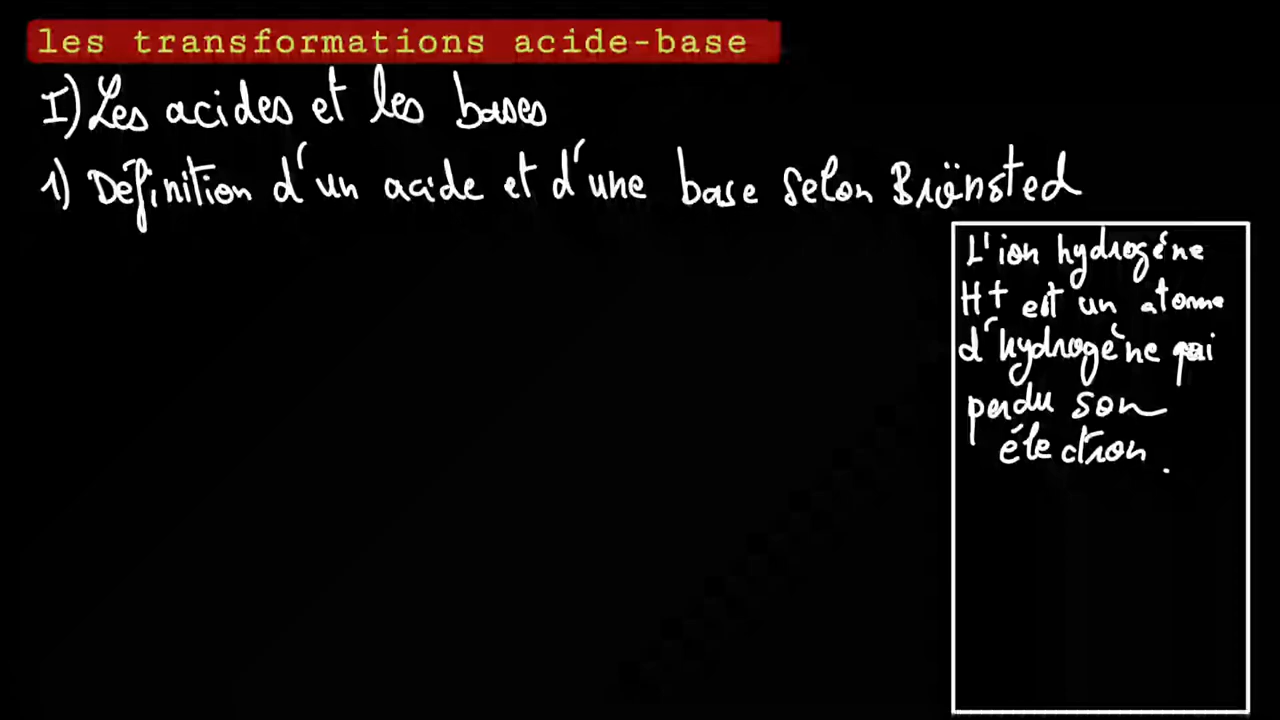 les transformations acide-base
I) Les acides et les bases
1) Définition d'un acide et d'une base selon Brönsted
L'ion hydrogéne
H+ est un atome
d'hydrogène qui
perdu son
électron.